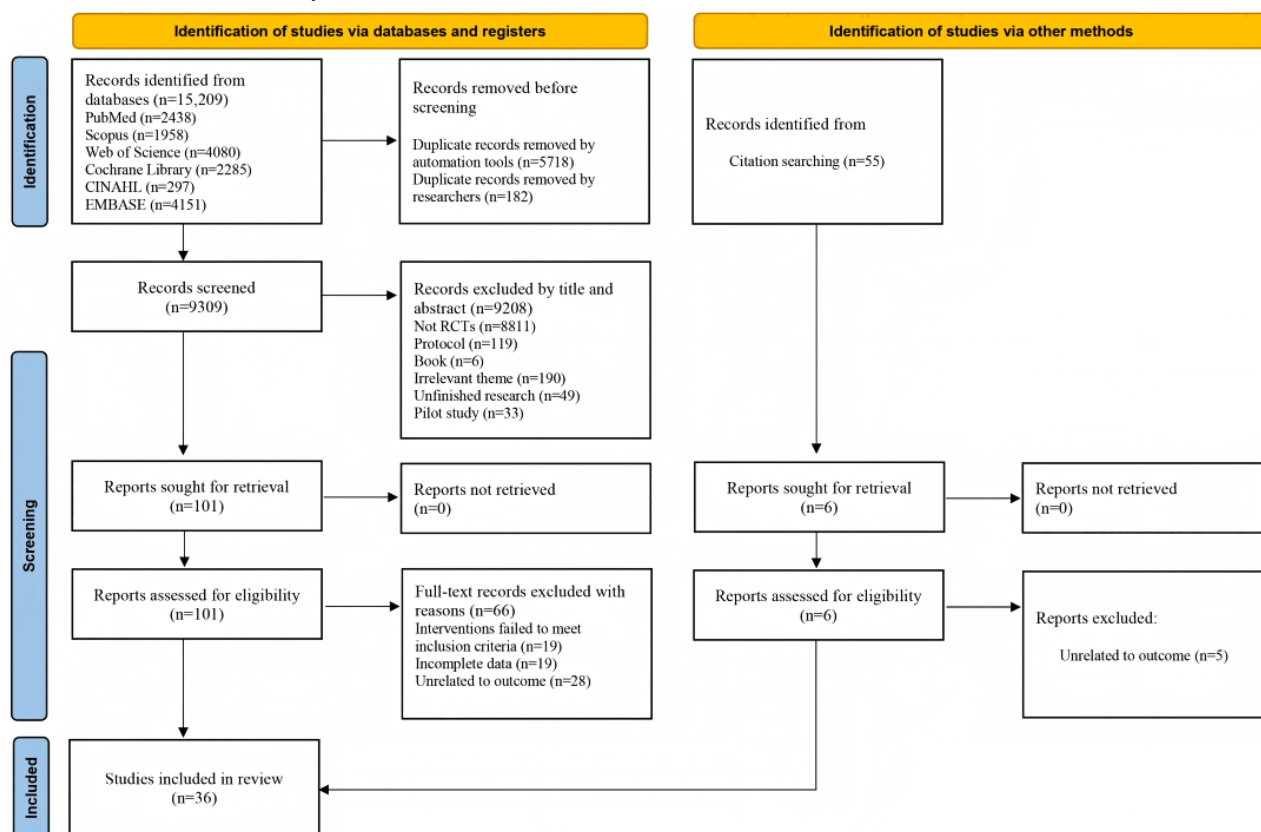 Identification of studies via databases and registers
Identification of studies via other methods
Identification
Records identified from
databases (n=15,209)
PubMed (n=2438)
Scopus (n=1958)
Web of Science (n=4080)
Cochrane Library (n=2285)
CINAHL (n=297)
EMBASE (n=4151)
Records removed before
screening
Duplicate records removed by
automation tools (n=5718)
Duplicate records removed by
researchers (n=182)
Records identified from
Citation searching (n=55)
Records screened
(n=9309)
Records excluded by title and
abstract (n=9208)
Not RCTs (n=8811)
Protocol (n=119)
Book (n=6)
Irrelevant theme (n=190)
Unfinished research (n=49)
Pilot study (n=33)
Screening
Reports sought for retrieval
(n=101)
Reports not retrieved
(n=0)
Reports sought for retrieval
(n=6)
Reports not retrieved
(n=0)
Reports assessed for eligibility
(n=101)
Full-text records excluded with
reasons (n=66)
Interventions failed to meet
inclusion criteria (n=19)
Incomplete data (n=19)
Unrelated to outcome (n=28)
Reports assessed for eligibility
(n=6)
Reports excluded:
Unrelated to outcome (n=5)
Included
Studies included in review
(n=36)